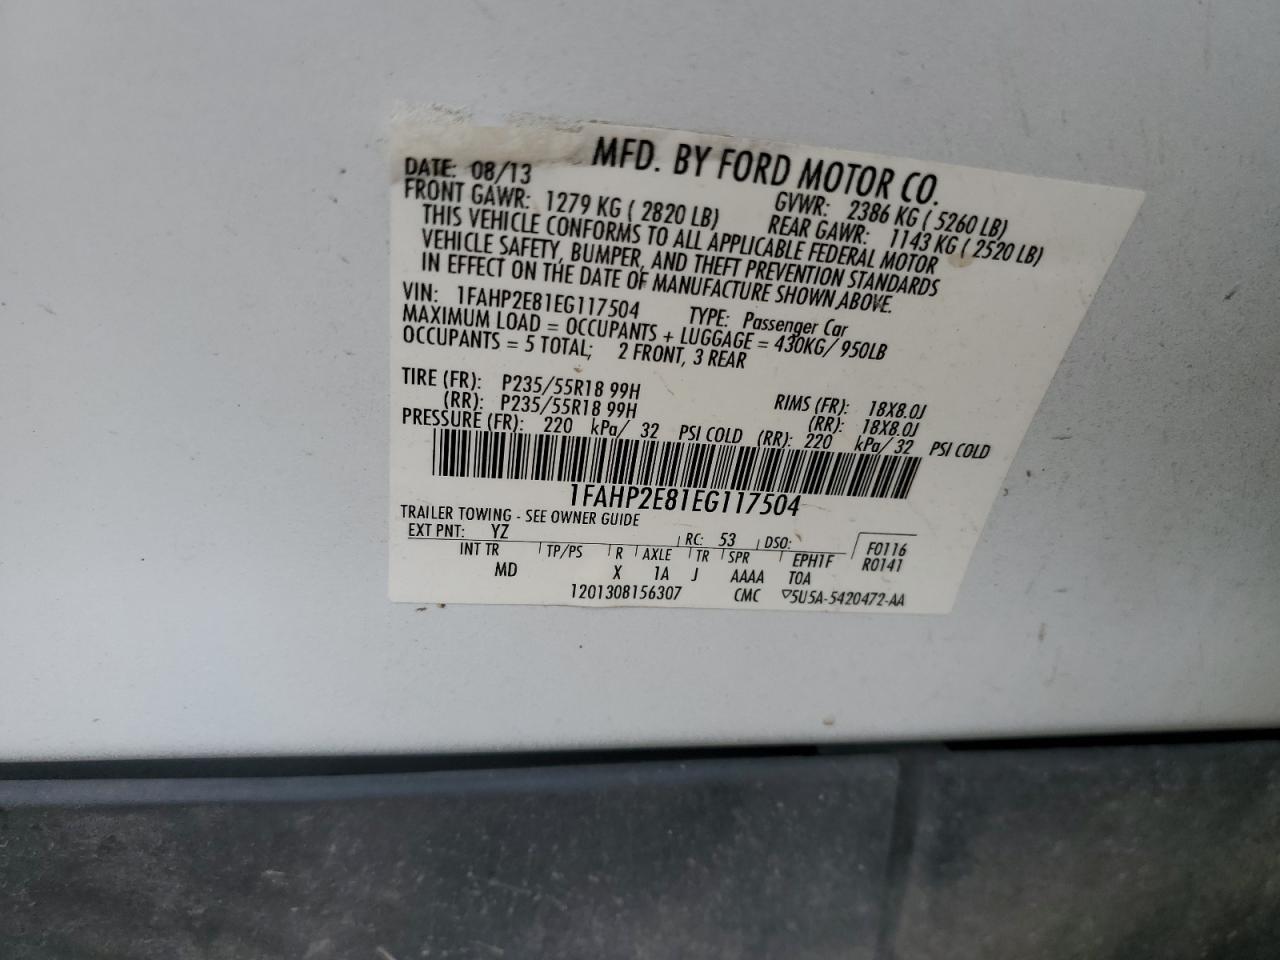 MFD. BY FORD MOTOR CO.
DATE: 08/13 GVWR: 2386 KG ( 5260 LB)
FRONT GAWR: 1279 KG ( 2820 LB) REAR GAWR: 1143 KG ( 2520 LB)
THIS VEHICLE CONFORMS TO ALL APPLICABLE FEDERAL MOTOR
VEHICLE SAFETY, BUMPER, AND THEFT PREVENTION STANDARDS
IN EFFECT ON THE DATE OF MANUFACTURE SHOWN ABOVE.
VIN: 1FAHP2E81EG117504 TYPE: Passenger Car
MAXIMUM LOAD = OCCUPANTS + LUGGAGE = 430KG/ 950LB
OCCUPANTS = 5 TOTAL; 2 FRONT, 3 REAR
TIRE (FR): P235/55R18 99H RIMS (FR): 18X8.0J
(RR): P235/55R18 99H (RR): 18X8.0J
PRESSURE (FR): 220 kPa/ 32 PSI COLD (RR): 220 kPa/ 32 PSI COLD
1FAHP2E81EG117504
TRAILER TOWING - SEE OWNER GUIDE
EXT PNT: YZ RC: 53 DSO: F0116
INT TR TP/PS R AXLE TR SPR EPH1F R0141
MD X 1A J AAAA TOA
1201308156307 CMC ▽5U5A-5420472-AA